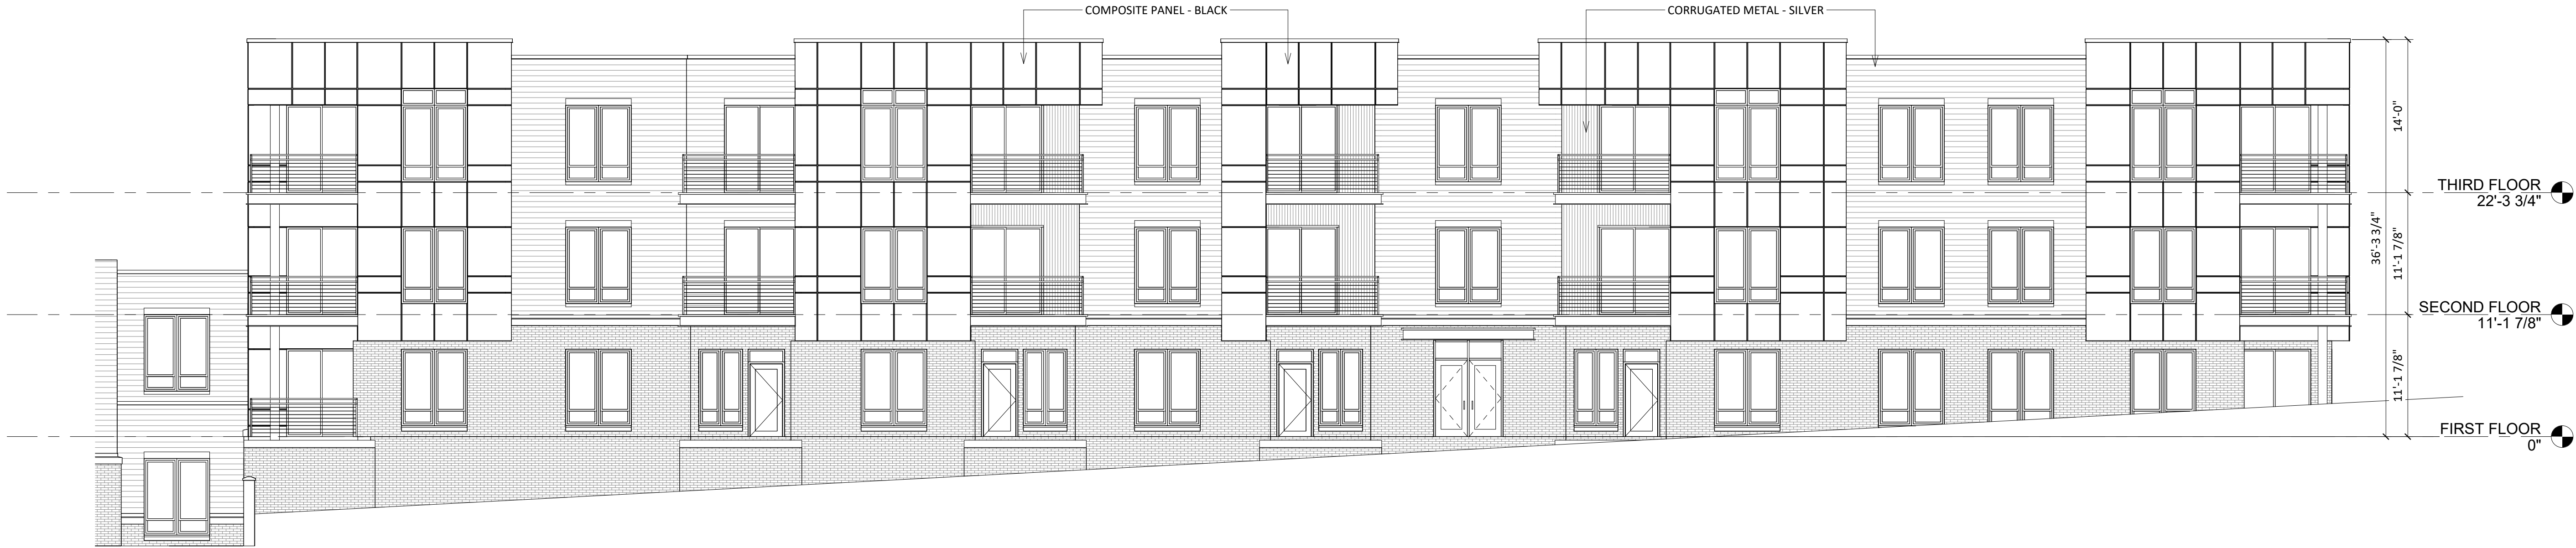 COMPOSITE PANEL - BLACK
CORRUGATED METAL - SILVER
14'-0"
THIRD FLOOR
22'-3 3/4"
36'-3 3/4"
11'-1 7/8"
SECOND FLOOR
11'-1 7/8"
11'-1 7/8"
FIRST FLOOR
0"